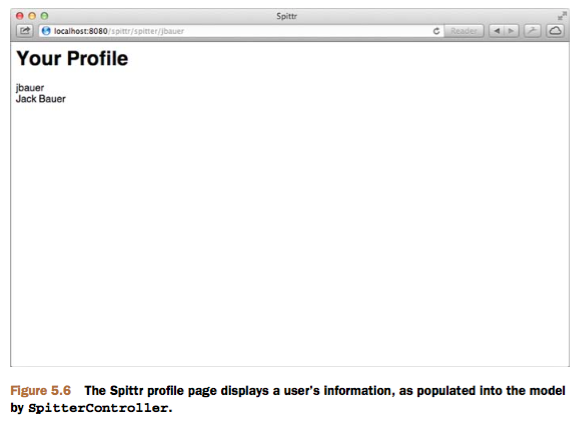 Spittr
localhost:8080/spittr/spitter/jbauer
Reader
Your Profile
jbauer
Jack Bauer
Figure 5.6 The Spittr profile page displays a user's information, as populated into the model
by SpitterController.